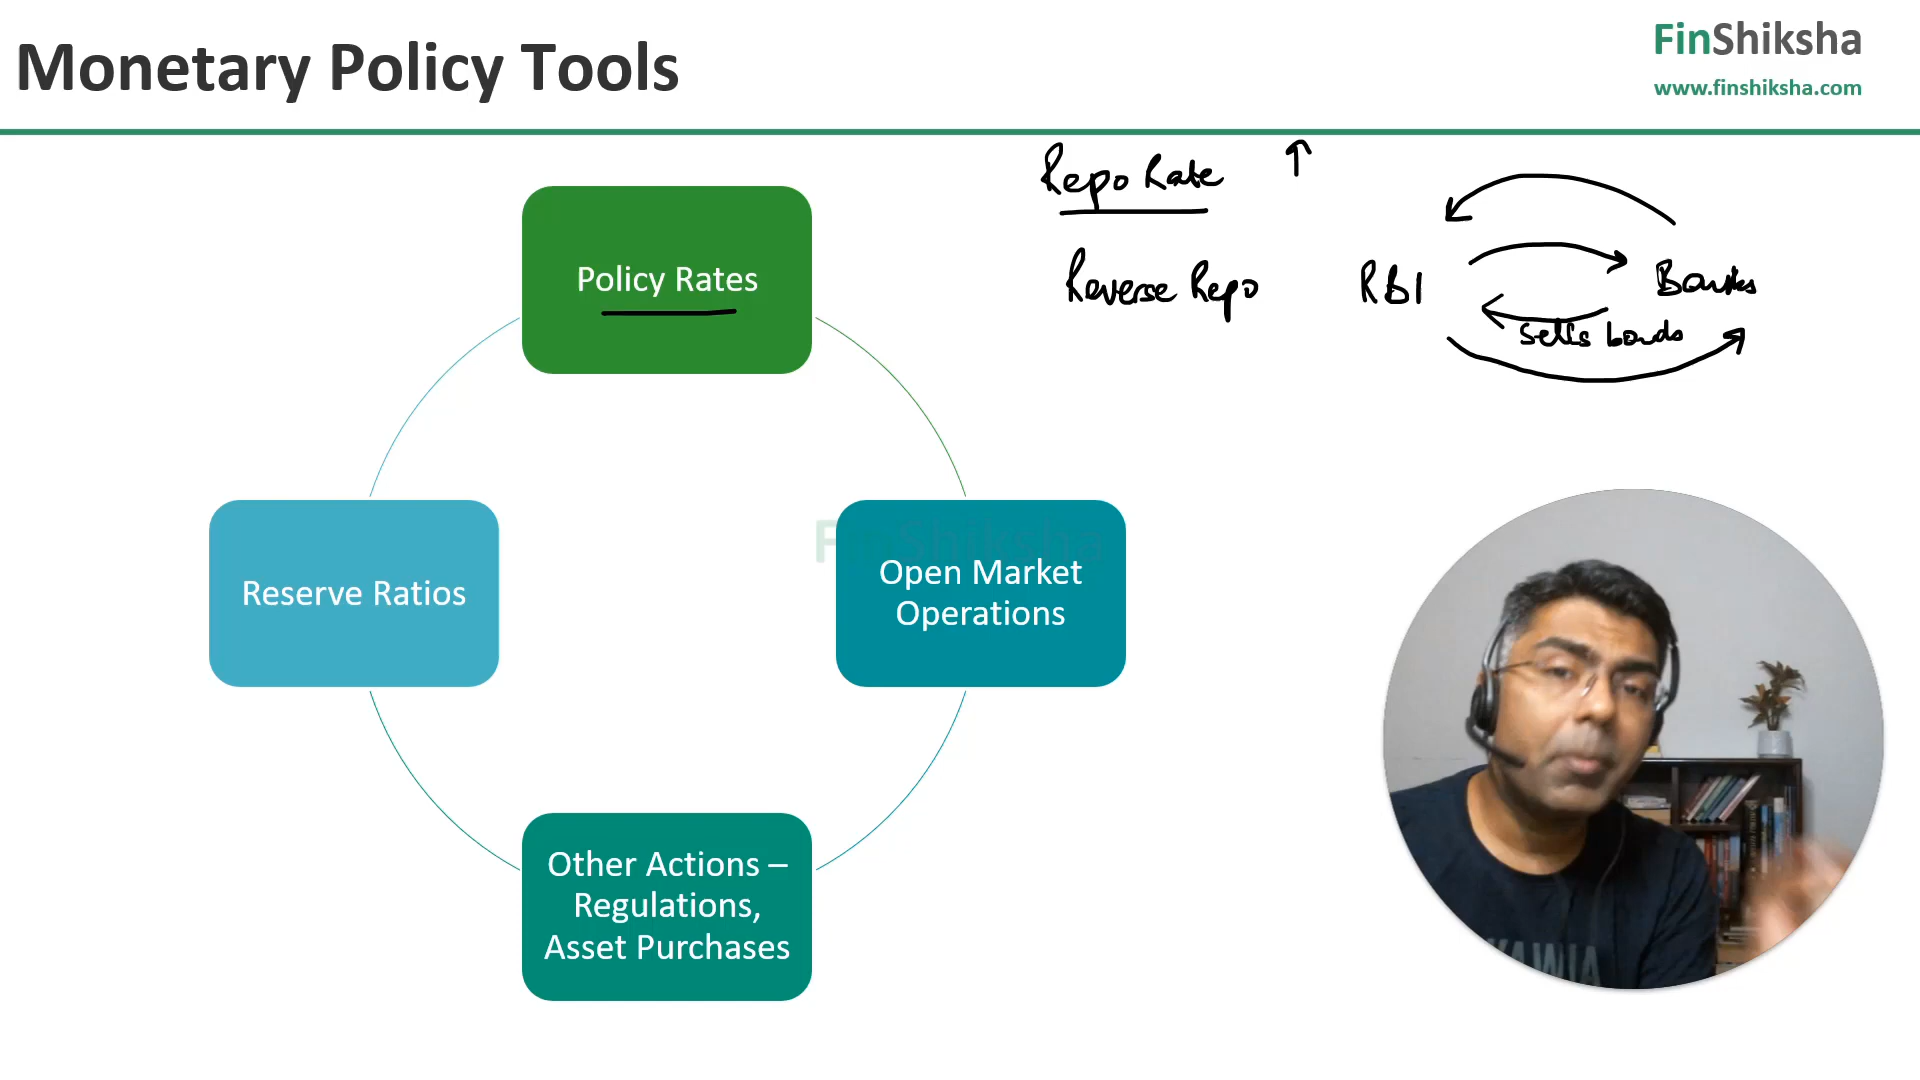 Monetary Policy Tools
FinShiksha
www.finshiksha.com
Repo Rate
Reverse Repo
RBI
Banks
Sells bonds
Policy Rates
Reserve Ratios
FinShiksha
Open Market
Operations
Other Actions –
Regulations,
Asset Purchases